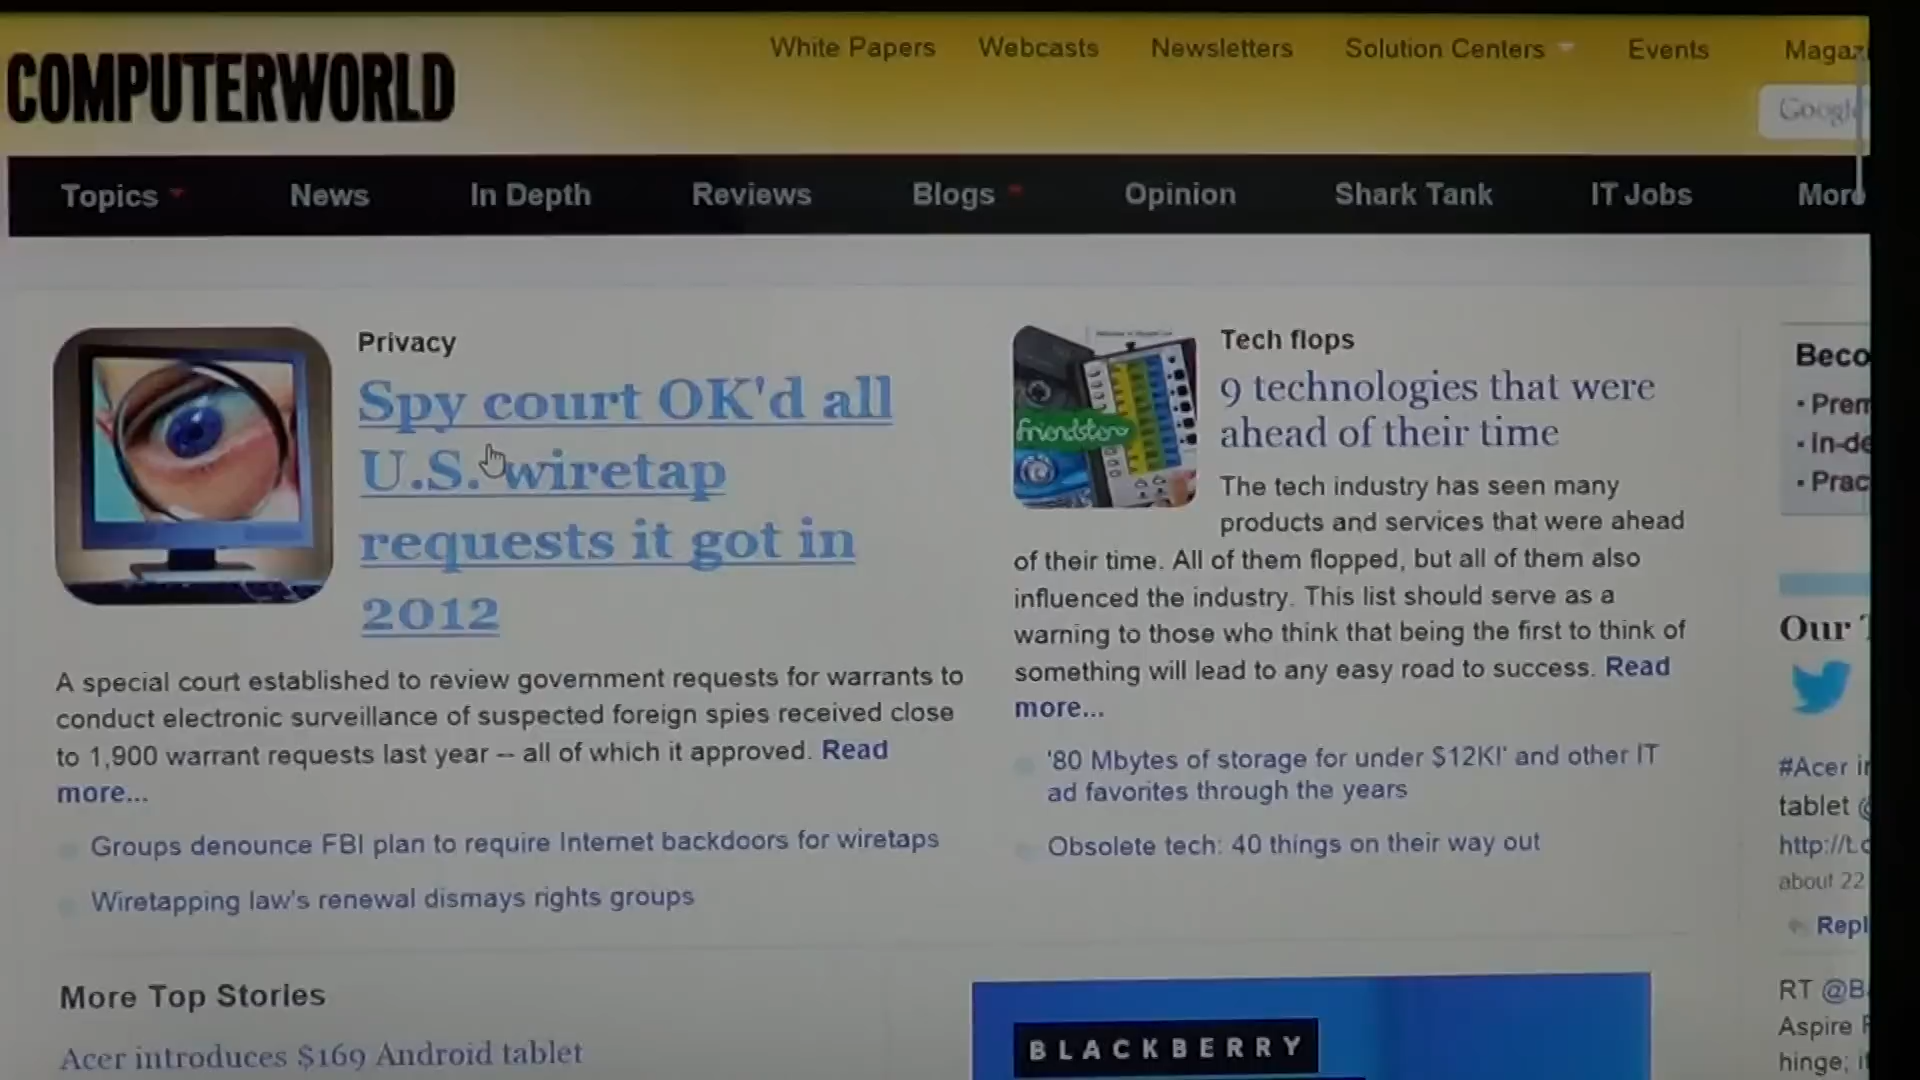 COMPUTERWORLD
White Papers Webcasts Newsletters Solution Centers Events
Topics News In Depth Reviews Blogs Opinion Shark Tank IT Jobs More
Privacy
Spy court OK'd all
U.S. wiretap
requests it got in
2012
A special court established to review government requests for warrants to
conduct electronic surveillance of suspected foreign spies received close
to 1,900 warrant requests last year – all of which it approved. Read
more...
Groups denounce FBI plan to require Internet backdoors for wiretaps
Wiretapping law's renewal dismays rights groups
More Top Stories
Acer introduces $169 Android tablet
friendster
Tech flops
9 technologies that were
ahead of their time
The tech industry has seen many
products and services that were ahead
of their time. All of them flopped, but all of them also
influenced the industry. This list should serve as a
warning to those who think that being the first to think of
something will lead to any easy road to success. Read
more...
'80 Mbytes of storage for under $12K!' and other IT
ad favorites through the years
Obsolete tech: 40 things on their way out
BLACKBERRY
Our
#Acer
tablet
about 22
RT
Aspire
hinge;